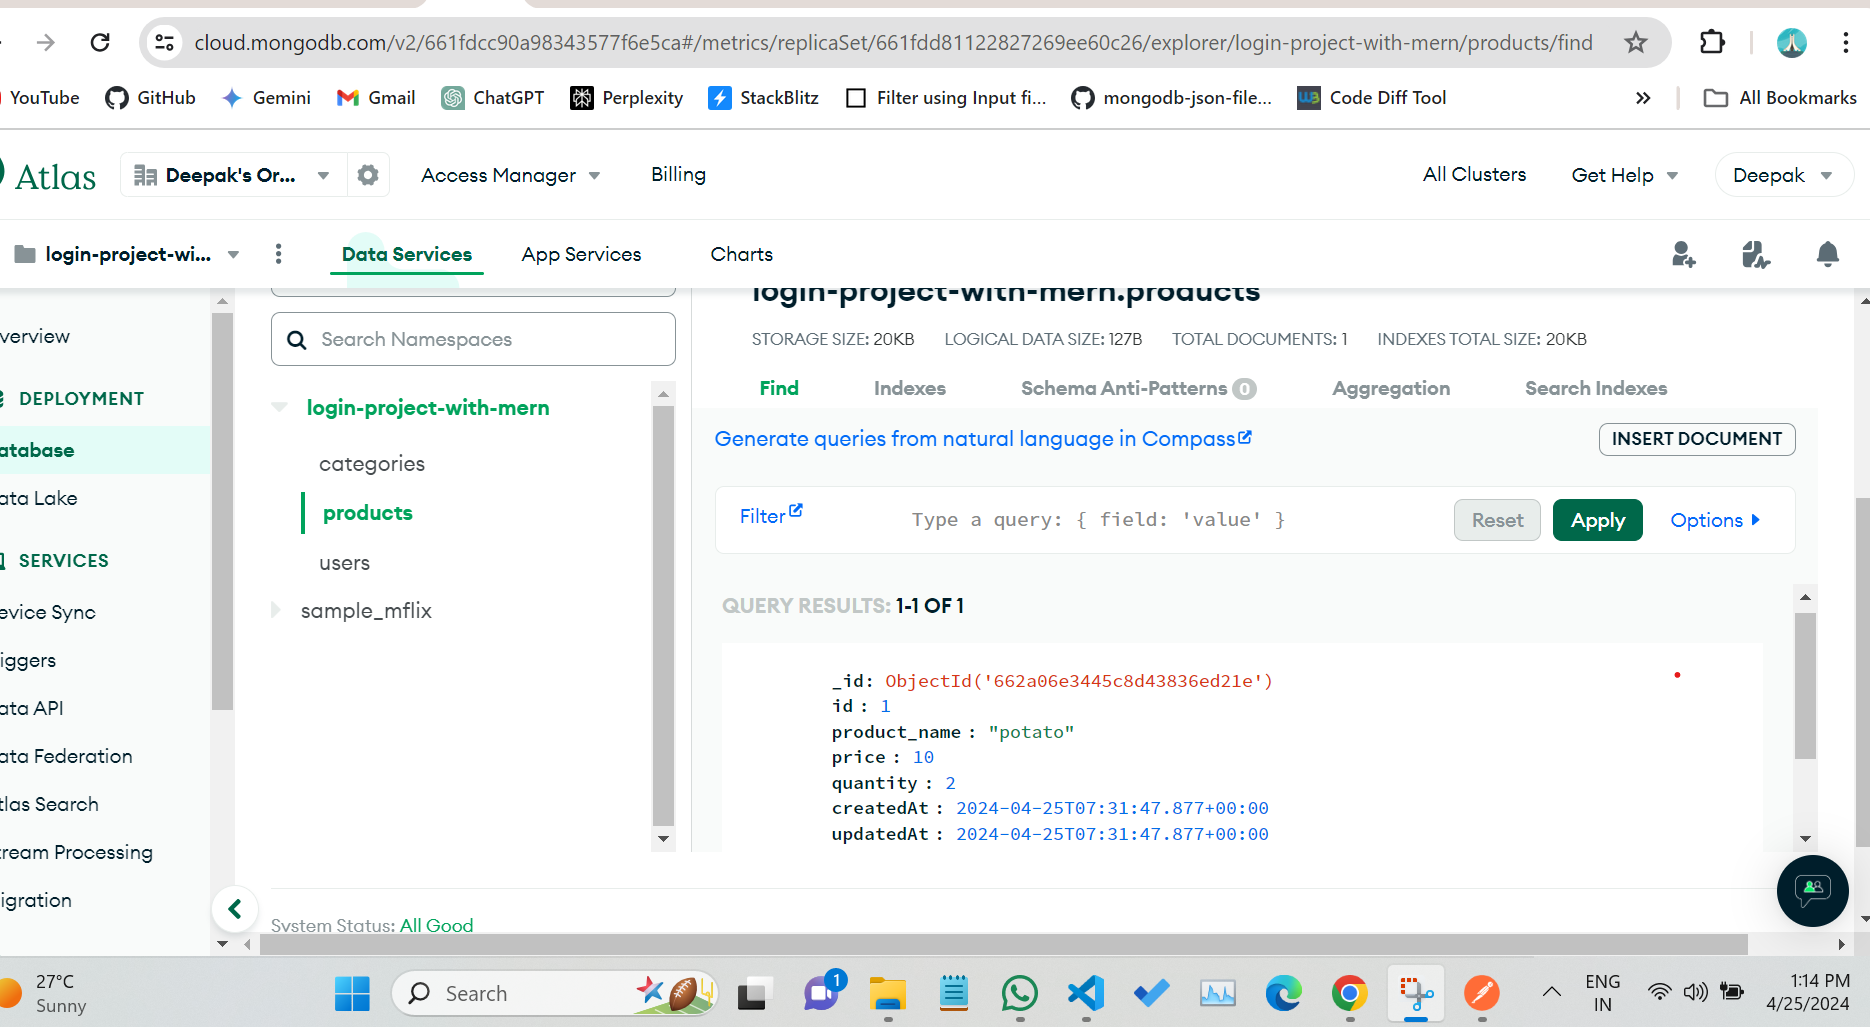 cloud.mongodb.com/v2/661fdcc90a98343577f6e5ca#/metrics/replicaSet/661fdd81122827269ee60c26/explorer/login-project-with-mern/products/find
YouTube GitHub Gemini Gmail ChatGPT Perplexity StackBlitz Filter using Input fi... mongodb-json-file... Code Diff Tool » All Bookmarks
Atlas Deepak's Or... Access Manager Billing All Clusters Get Help Deepak
login-project-wi... Data Services App Services Charts
login-project-with-mern.products
verview
DEPLOYMENT
atabase
ata Lake
SERVICES
evice Sync
iggers
ata API
ata Federation
tlas Search
tream Processing
igration
Search Namespaces
login-project-with-mern
categories
products
users
sample_mflix
STORAGE SIZE: 20KB LOGICAL DATA SIZE: 127B TOTAL DOCUMENTS: 1 INDEXES TOTAL SIZE: 20KB
Find Indexes Schema Anti-Patterns 0 Aggregation Search Indexes
Generate queries from natural language in Compass
INSERT DOCUMENT
Filter Type a query: { field: 'value' } Reset Apply Options
QUERY RESULTS: 1-1 OF 1
_id: ObjectId('662a06e3445c8d43836ed21e')
id : 1
product_name : "potato"
price : 10
quantity : 2
createdAt : 2024-04-25T07:31:47.877+00:00
updatedAt : 2024-04-25T07:31:47.877+00:00
System Status: All Good
27°C
Sunny
Search
1
ENG
IN
1:14 PM
4/25/2024